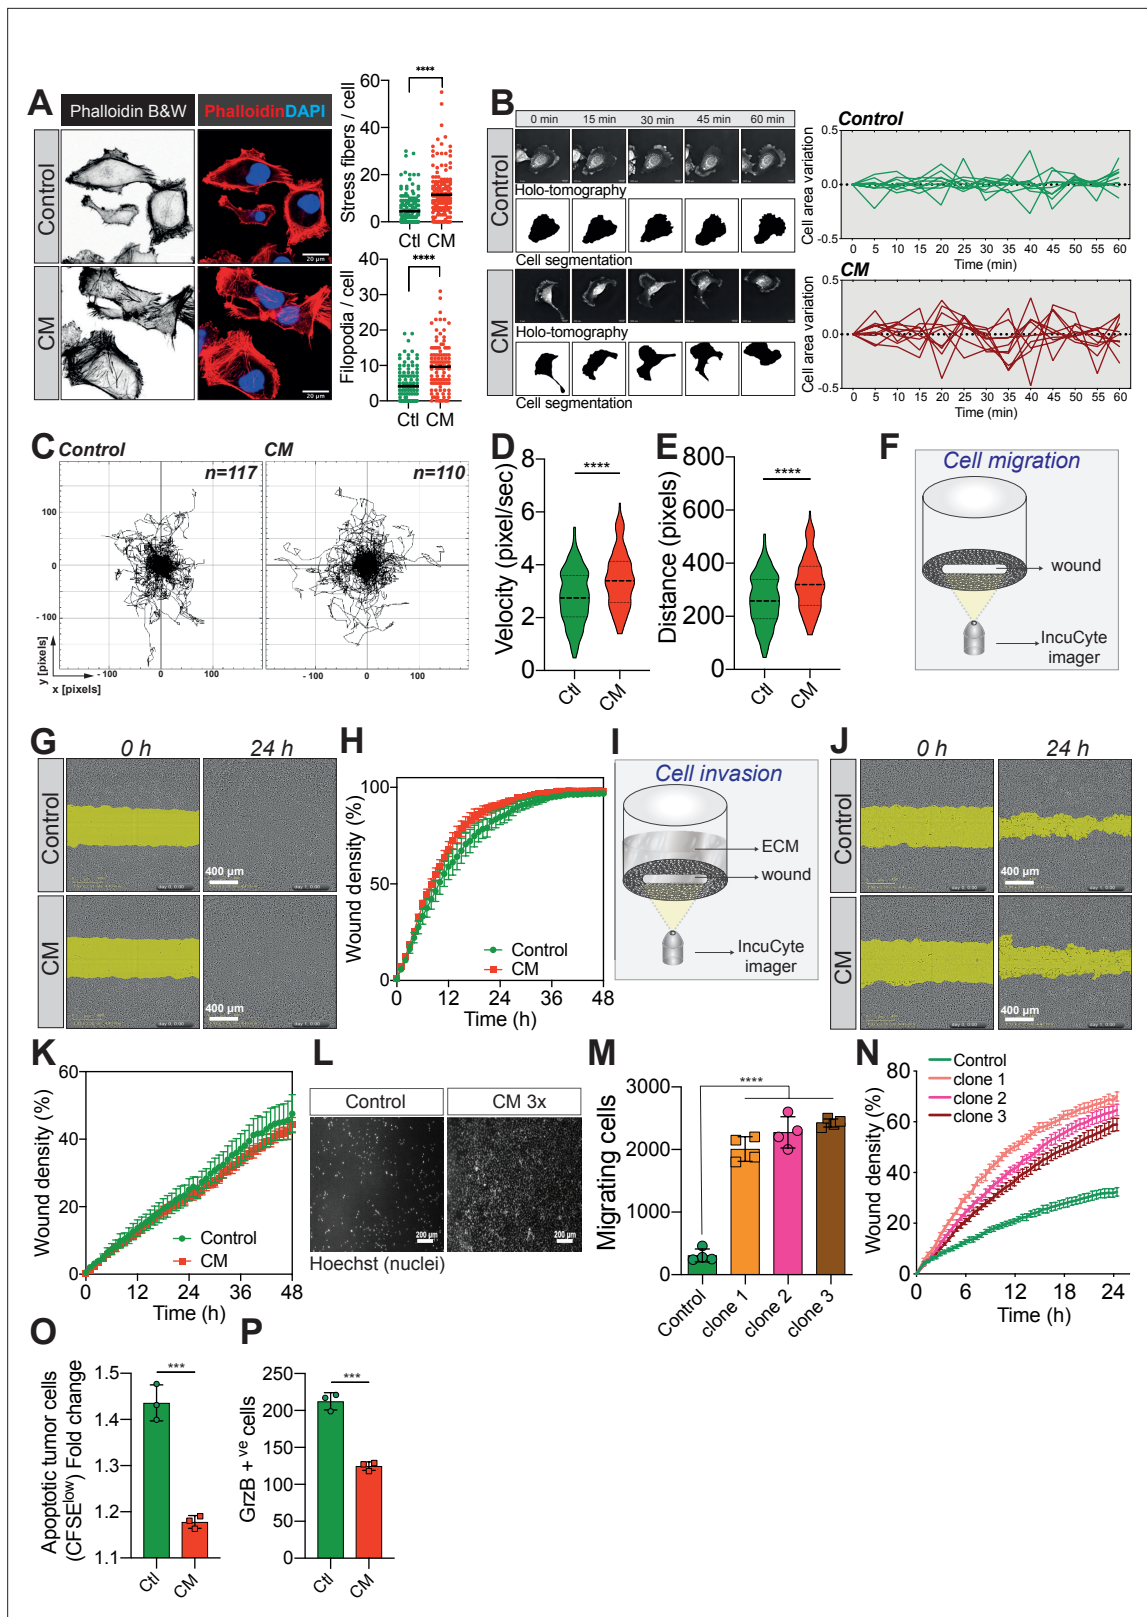 A
Phalloidin B&W
PhalloidinDAPI
Control
CM
20 µm
20 µm
Stress fibers / cell
60
40
20
0
****
Ctl
CM
Filopodia / cell
40
30
20
10
0
****
Ctl
CM
B
0 min
15 min
30 min
45 min
60 min
Control
Holo-tomography
Cell segmentation
CM
Holo-tomography
Cell segmentation
Control
Cell area variation
0.5
0.0
-0.5
0 5 10 15 20 25 30 35 40 45 50 55 60
Time (min)
CM
Cell area variation
0.5
0.0
-0.5
0 5 10 15 20 25 30 35 40 45 50 55 60
Time (min)
C
Control
n=117
CM
n=110
100
0
- 100
y [pixels]
x [pixels]
- 100
0
100
- 100
0
100
D
Velocity (pixel/sec)
8
6
4
2
0
****
Ctl
CM
E
Distance (pixels)
800
600
400
200
0
****
Ctl
CM
F
Cell migration
wound
IncuCyte
imager
G
0 h
24 h
Control
CM
400 µm
400 µm
H
Wound density (%)
100
50
0
Control
CM
0 12 24 36 48
Time (h)
I
Cell invasion
ECM
wound
IncuCyte
imager
J
0 h
24 h
Control
CM
400 µm
400 µm
K
Wound density (%)
60
40
20
0
Control
CM
0 12 24 36 48
Time (h)
L
Control
CM 3x
200 µm
200 µm
Hoechst (nuclei)
M
Migrating cells
3000
2000
1000
0
****
Control
clone 1
clone 2
clone 3
N
Control
clone 1
clone 2
clone 3
Wound density (%)
80
60
40
20
0
0 6 12 18 24
Time (h)
O
Apoptotic tumor cells
(CFSElow) Fold change
1.5
1.4
1.3
1.2
1.1
***
Ctl
CM
P
GrzB +ve cells
250
200
150
100
50
0
***
Ctl
CM